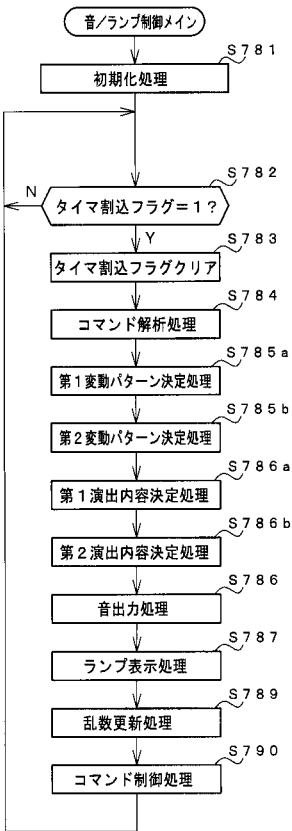 音／ランプ制御メイン
S781
初期化処理
S782
N
タイマ割込フラグ＝１？
Y
S783
タイマ割込フラグクリア
S784
コマンド解析処理
S785a
第１変動パターン決定処理
S785b
第２変動パターン決定処理
S786a
第１演出内容決定処理
S786b
第２演出内容決定処理
S786
音出力処理
S787
ランプ表示処理
S789
乱数更新処理
S790
コマンド制御処理